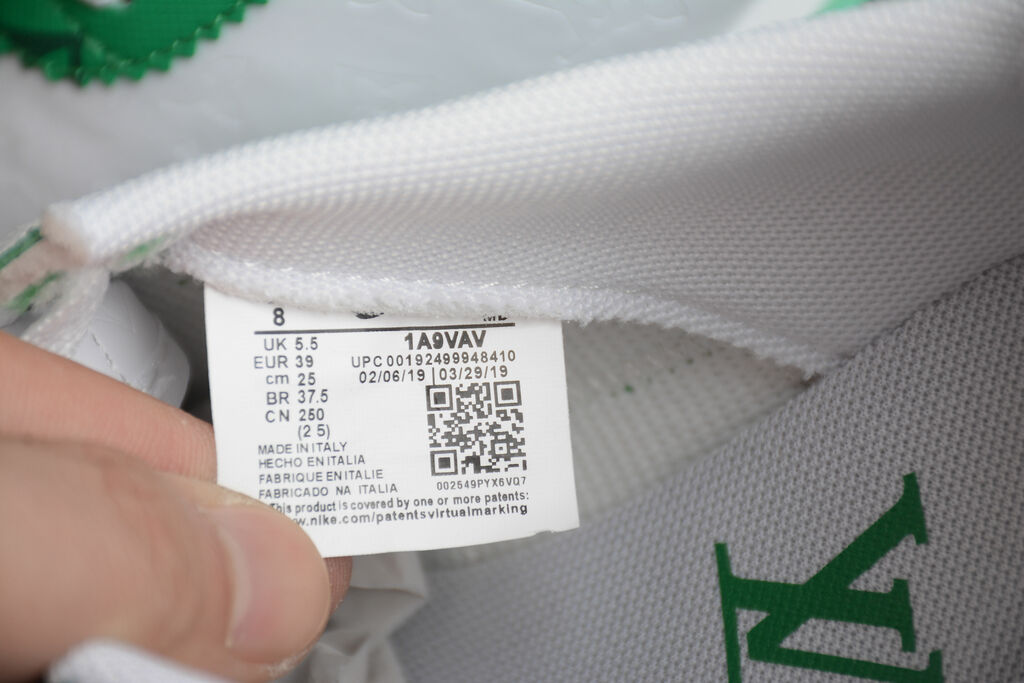 8
UK 5.5
EUR 39
cm 25
BR 37.5
CN 250
(2 5)
1A9VAV
UPC 00192499948410
02/06/19 | 03/29/19
MADE IN ITALY
HECHO EN ITALIA
FABRIQUE EN ITALIE
FABRICADO NA ITALIA
002549PYX6VQ7
This product is covered by one or more patents:
w.nike.com/patentsvirtualmarking